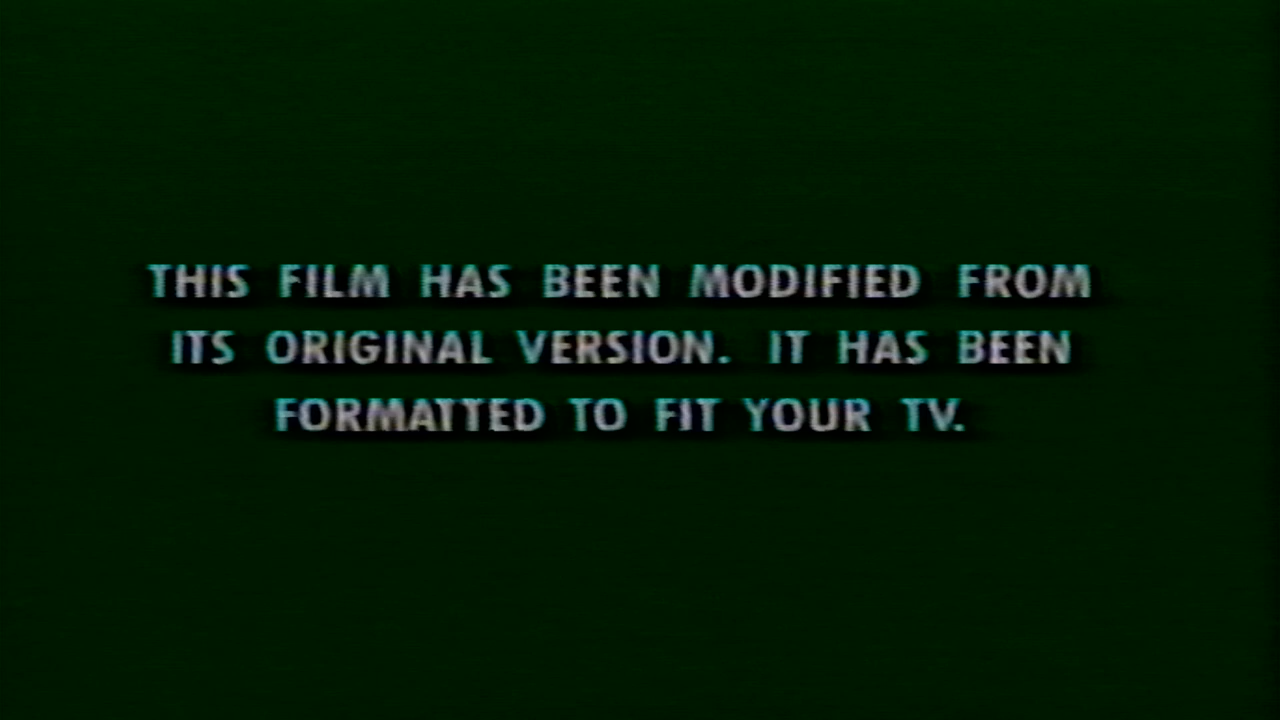 THIS FILM HAS BEEN MODIFIED FROM
ITS ORIGINAL VERSION. IT HAS BEEN
FORMATTED TO FIT YOUR TV.